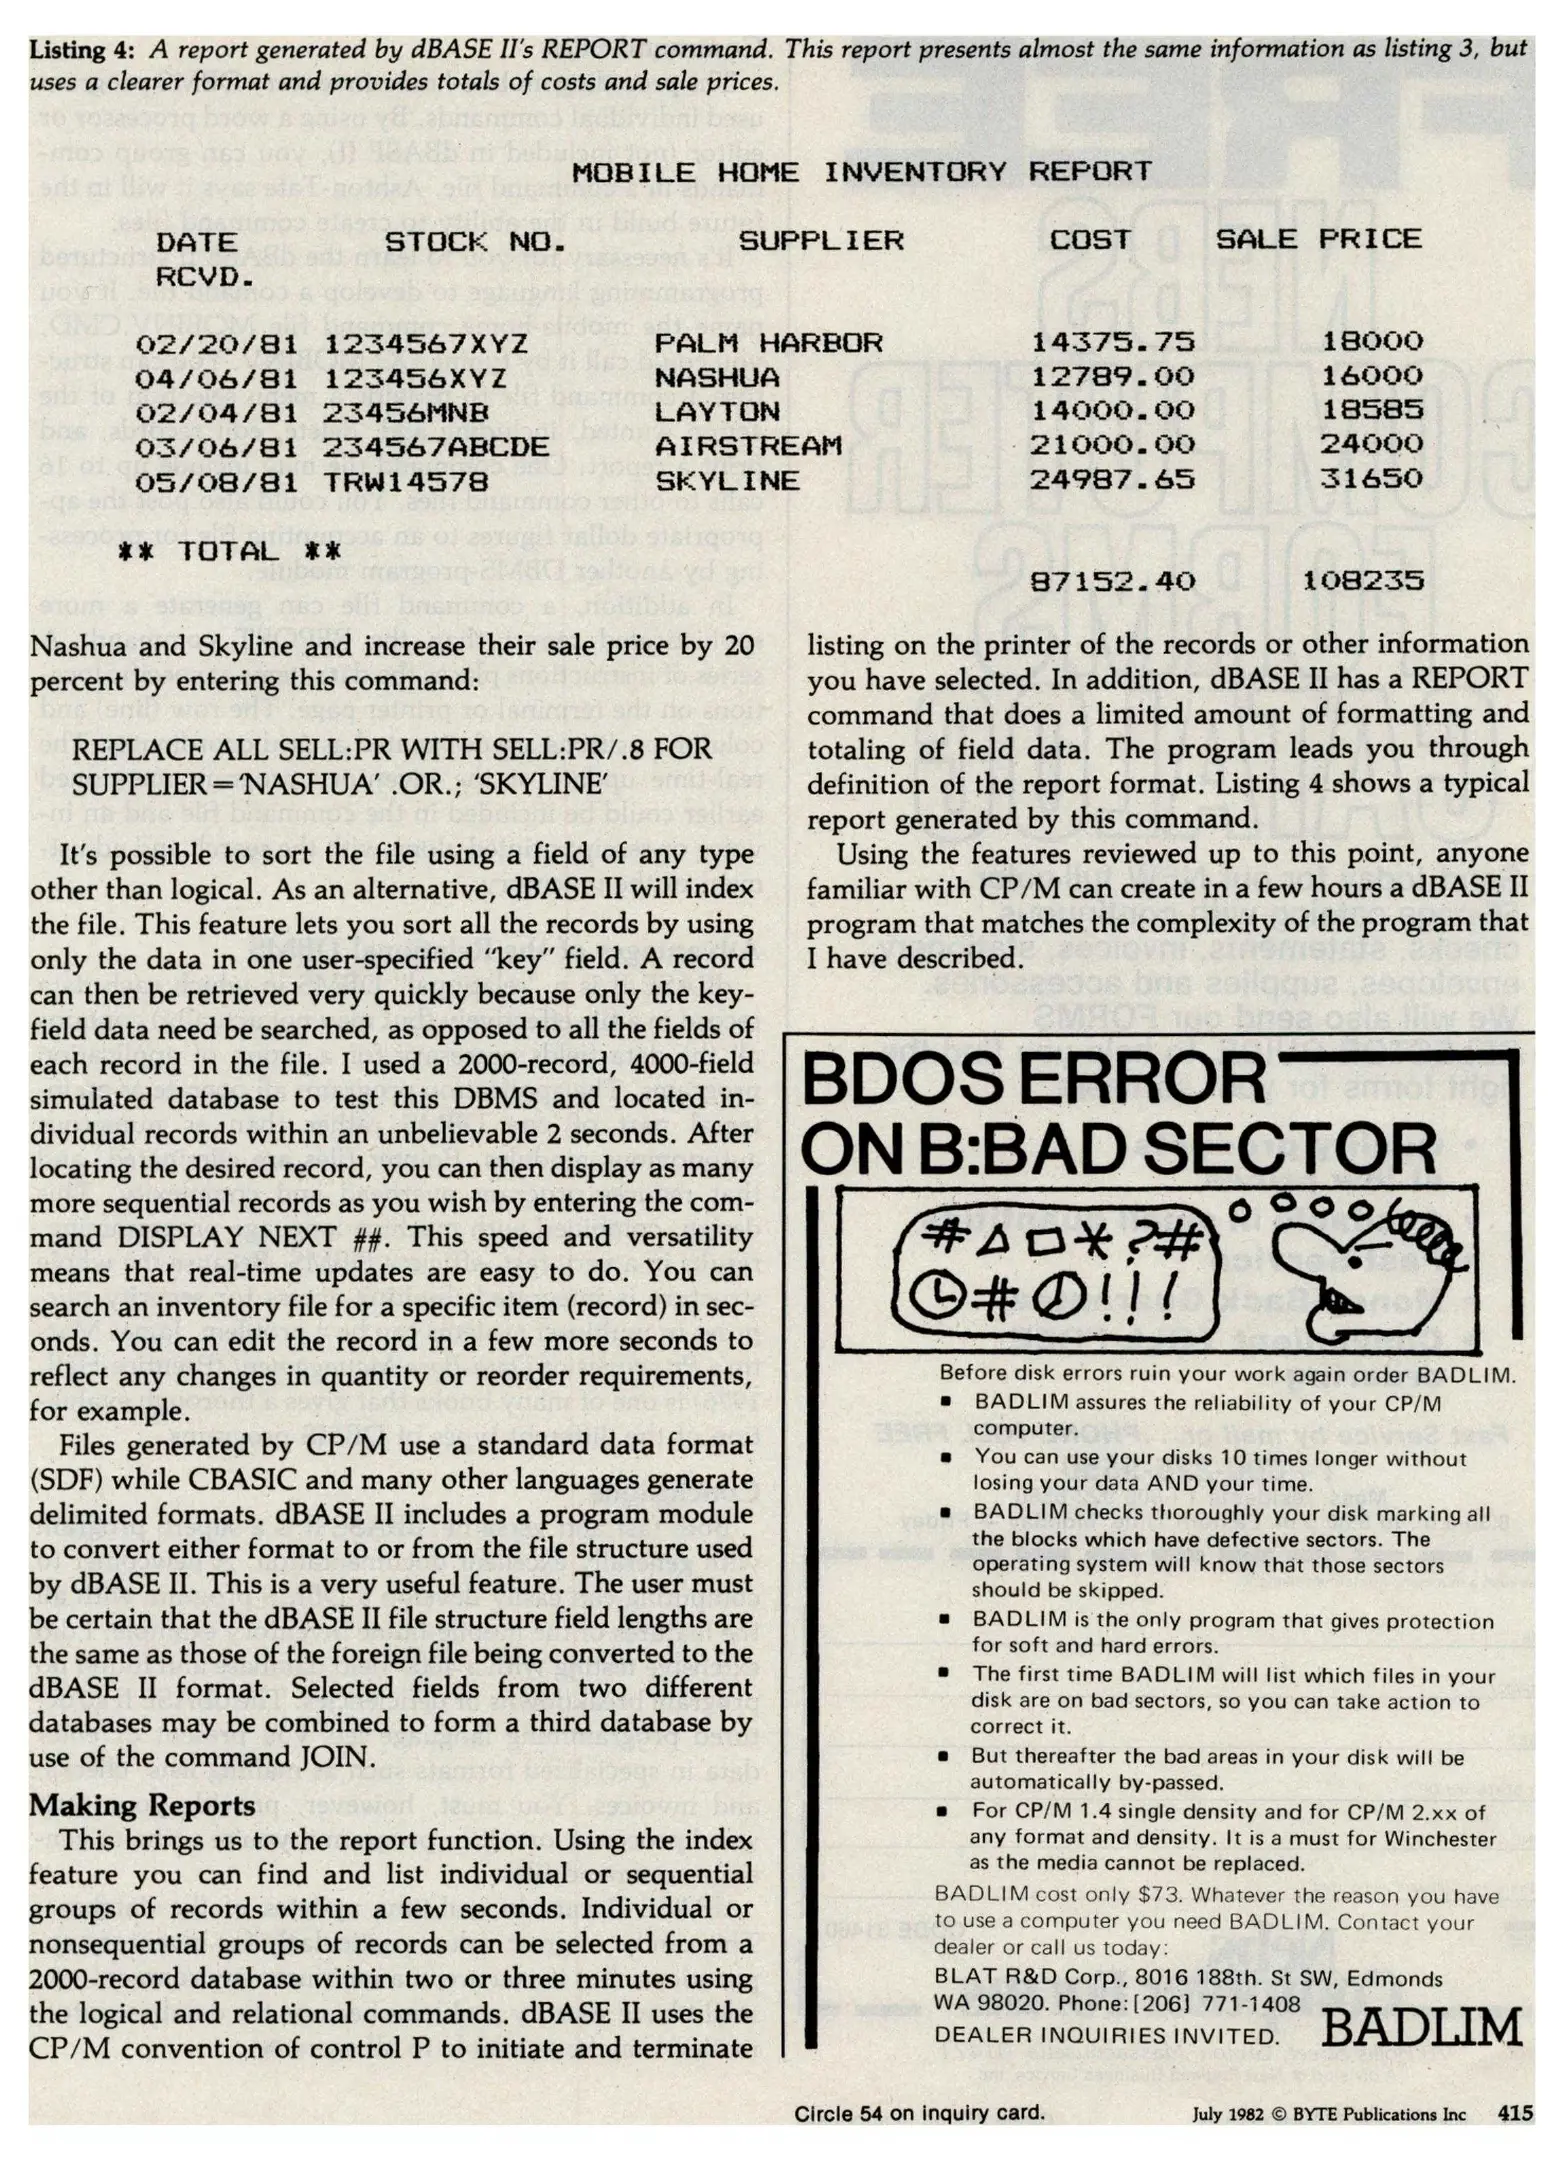 Listing 4: A report generated by dBASE II's REPORT command. This report presents almost the same information as listing 3, but
uses a clearer format and provides totals of costs and sale prices.
MOBILE HOME INVENTORY REPORT
DATE STOCK NO. SUPPLIER COST SALE PRICE
RCVD.
02/20/81 1234567XYZ PALM HARBOR 14375.75 18000
04/06/81 123456XYZ NASHUA 12789.00 16000
02/04/81 23456MNB LAYTON 14000.00 18585
03/06/81 234567ABCDE AIRSTREAM 21000.00 24000
05/08/81 TRW14578 SKYLINE 24987.65 31650
** TOTAL **
87152.40 108235
Nashua and Skyline and increase their sale price by 20
percent by entering this command:
REPLACE ALL SELL:PR WITH SELL:PR/.8 FOR
SUPPLIER='NASHUA' .OR.; 'SKYLINE'
It's possible to sort the file using a field of any type
other than logical. As an alternative, dBASE II will index
the file. This feature lets you sort all the records by using
only the data in one user-specified "key" field. A record
can then be retrieved very quickly because only the key-
field data need be searched, as opposed to all the fields of
each record in the file. I used a 2000-record, 4000-field
simulated database to test this DBMS and located in-
dividual records within an unbelievable 2 seconds. After
locating the desired record, you can then display as many
more sequential records as you wish by entering the com-
mand DISPLAY NEXT ##. This speed and versatility
means that real-time updates are easy to do. You can
search an inventory file for a specific item (record) in sec-
onds. You can edit the record in a few more seconds to
reflect any changes in quantity or reorder requirements,
for example.
Files generated by CP/M use a standard data format
(SDF) while CBASIC and many other languages generate
delimited formats. dBASE II includes a program module
to convert either format to or from the file structure used
by dBASE II. This is a very useful feature. The user must
be certain that the dBASE II file structure field lengths are
the same as those of the foreign file being converted to the
dBASE II format. Selected fields from two different
databases may be combined to form a third database by
use of the command JOIN.
Making Reports
This brings us to the report function. Using the index
feature you can find and list individual or sequential
groups of records within a few seconds. Individual or
nonsequential groups of records can be selected from a
2000-record database within two or three minutes using
the logical and relational commands. dBASE II uses the
CP/M convention of control P to initiate and terminate
listing on the printer of the records or other information
you have selected. In addition, dBASE II has a REPORT
command that does a limited amount of formatting and
totaling of field data. The program leads you through
definition of the report format. Listing 4 shows a typical
report generated by this command.
Using the features reviewed up to this point, anyone
familiar with CP/M can create in a few hours a dBASE II
program that matches the complexity of the program that
I have described.
BDOS ERROR
ON B:BAD SECTOR
Before disk errors ruin your work again order BADLIM.
▪ BADLIM assures the reliability of your CP/M
computer.
▪ You can use your disks 10 times longer without
losing your data AND your time.
▪ BADLIM checks thoroughly your disk marking all
the blocks which have defective sectors. The
operating system will know that those sectors
should be skipped.
▪ BADLIM is the only program that gives protection
for soft and hard errors.
▪ The first time BADLIM will list which files in your
disk are on bad sectors, so you can take action to
correct it.
▪ But thereafter the bad areas in your disk will be
automatically by-passed.
▪ For CP/M 1.4 single density and for CP/M 2.xx of
any format and density. It is a must for Winchester
as the media cannot be replaced.
BADLIM cost only $73. Whatever the reason you have
to use a computer you need BADLIM. Contact your
dealer or call us today:
BLAT R&D Corp., 8016 188th. St SW, Edmonds
WA 98020. Phone: [206] 771-1408
DEALER INQUIRIES INVITED.
BADLIM
Circle 54 on inquiry card.
July 1982 © BYTE Publications Inc 415